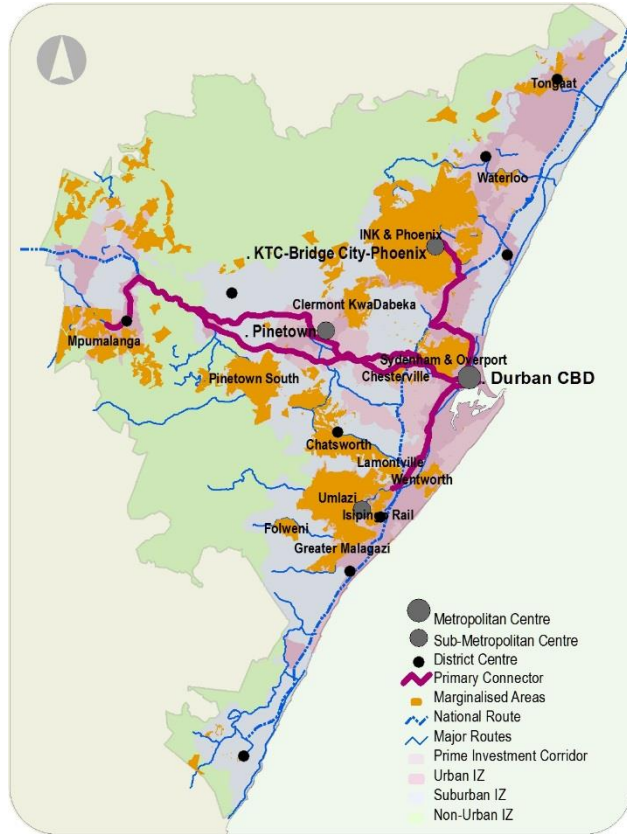 Tongaat
Waterloo
INK & Phoenix
. KTC-Bridge City-Phoenix
Clermont KwaDabeka
. Pinetown
Mpumalanga
Sydenham & Overport
Chesterville
. Durban CBD
Pinetown South
Chatsworth
Lamontville
Wentworth
Umlazi
Isipingo Rail
Folweni
Greater Malagazi
Metropolitan Centre
Sub-Metropolitan Centre
District Centre
Primary Connector
Marginalised Areas
National Route
Major Routes
Prime Investment Corridor
Urban IZ
Suburban IZ
Non-Urban IZ